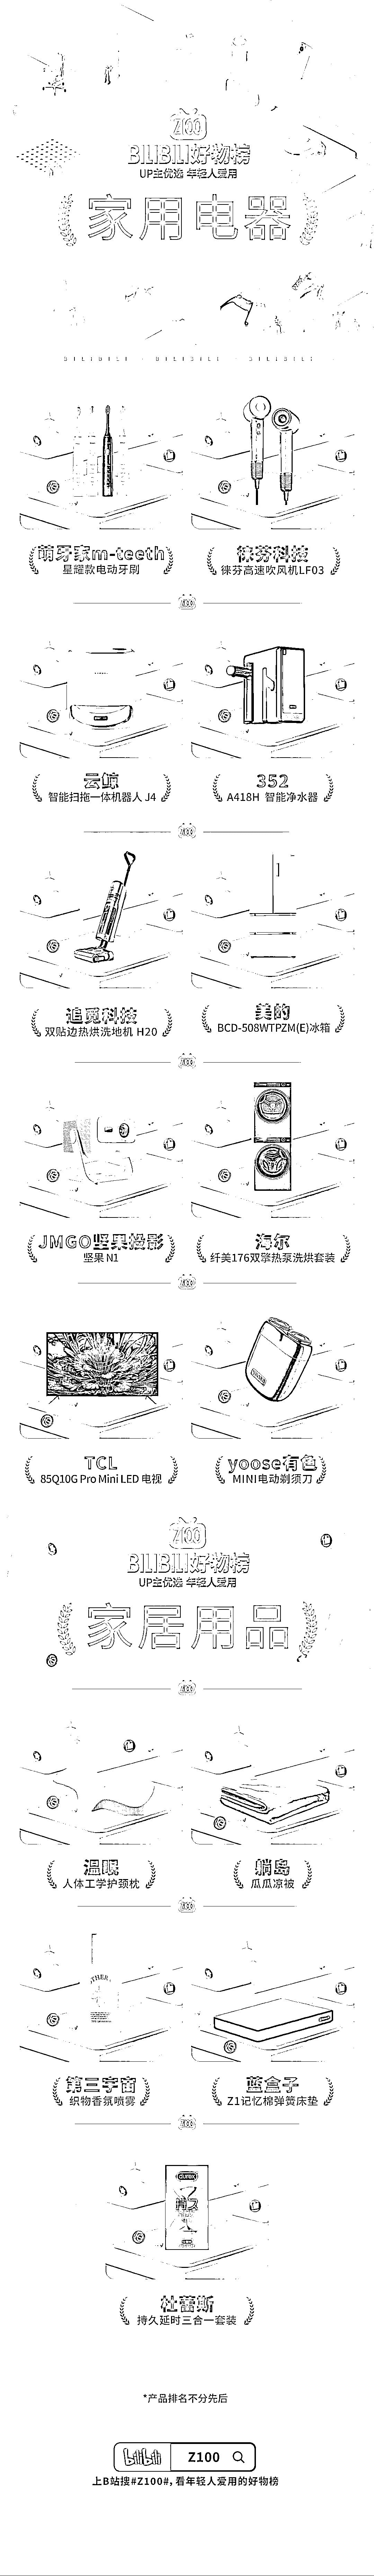 Z100
BILIBILI好物榜
UP主优选 年轻人爱用
家用电器
BILIBILI · BILIBILI · BILIBILI
萌牙家m-teeth
星耀款电动牙刷
徕芬科技
徕芬高速吹风机LF03
Z100
云鲸
智能扫拖一体机器人 J4
352
A418H 智能净水器
Z100
追觅科技
双贴边热烘洗地机 H20
美的
BCD-508WTPZM(E)冰箱
Z100
JMGO坚果投影
坚果 N1
海尔
纤美176双擎热泵洗烘套装
Z100
TCL
85Q10G Pro Mini LED 电视
yoose有色
MINI电动剃须刀
Z100
BILIBILI好物榜
UP主优选 年轻人爱用
家居用品
Z100
温眠
人体工学护颈枕
躺岛
瓜瓜凉被
Z100
第三宇宙
织物香氛喷雾
蓝盒子
Z1记忆棉弹簧床垫
Z100
durex
杜蕾斯
持久延时三合一套装
*产品排名不分先后
bilibili Z100
上B站搜#Z100#,看年轻人爱用的好物榜